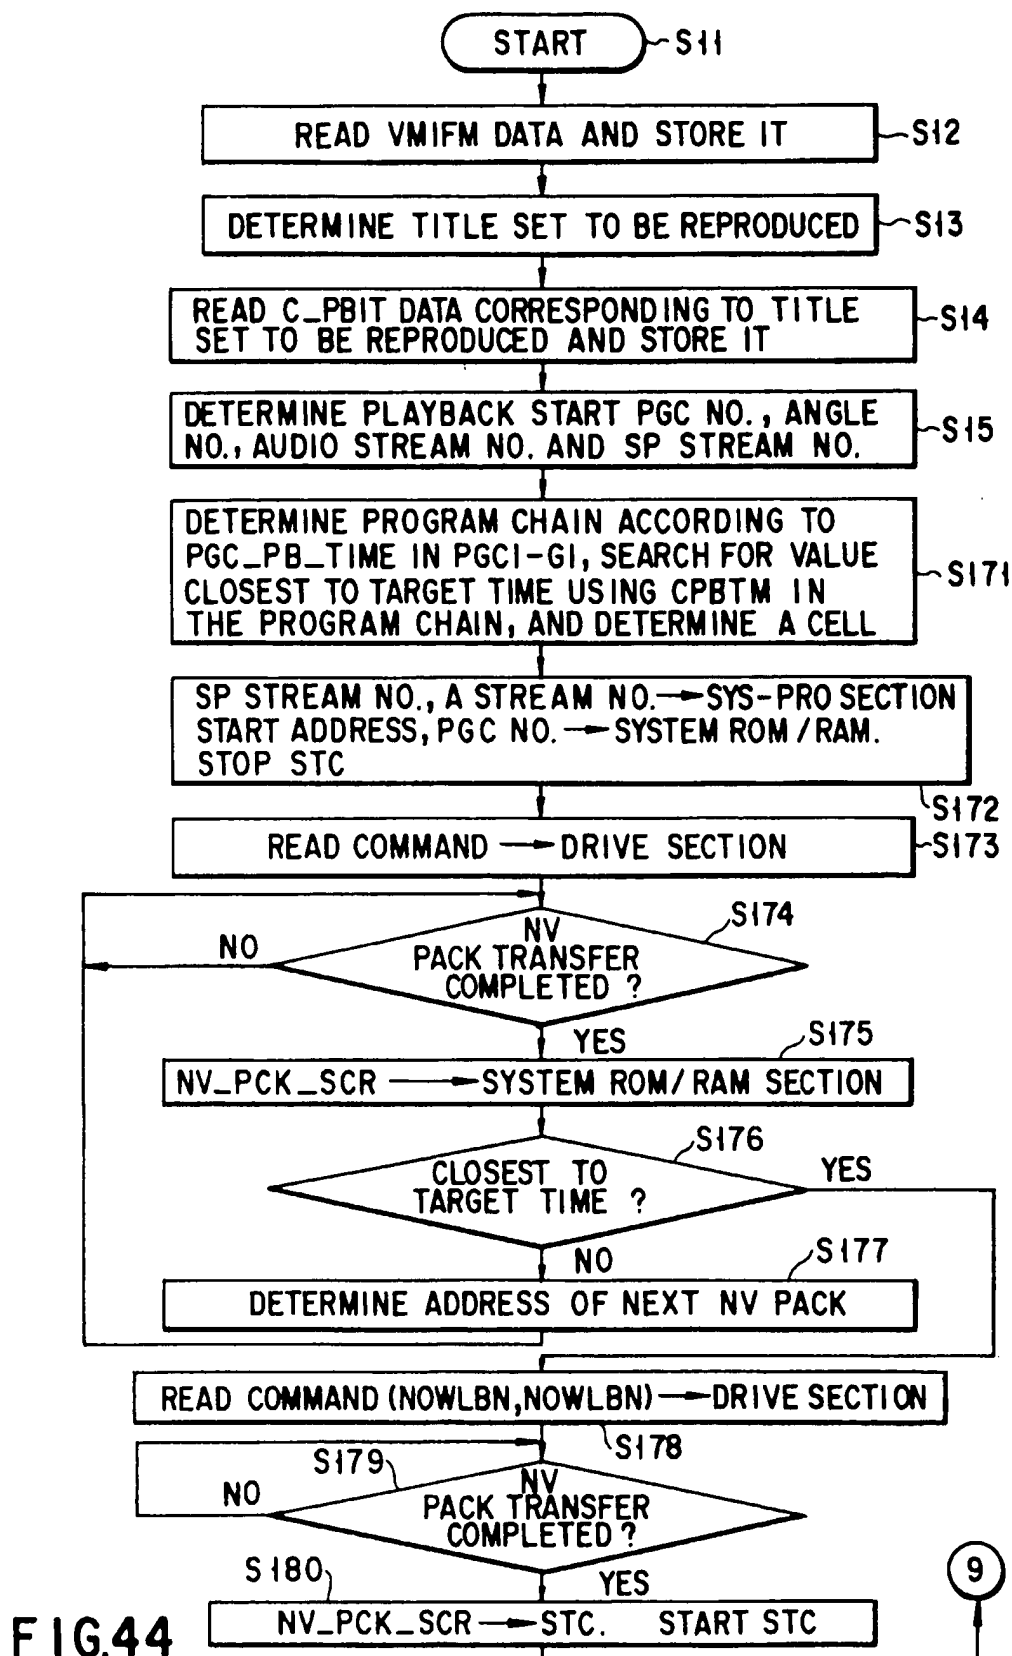 START
S11
READ VMIFM DATA AND STORE IT
S12
DETERMINE TITLE SET TO BE REPRODUCED
S13
READ C_PBIT DATA CORRESPONDING TO TITLE
SET TO BE REPRODUCED AND STORE IT
S14
DETERMINE PLAYBACK START PGC NO., ANGLE
NO., AUDIO STREAM NO. AND SP STREAM NO.
S15
DETERMINE PROGRAM CHAIN ACCORDING TO
PGC_PB_TIME IN PGCI-GI, SEARCH FOR VALUE
CLOSEST TO TARGET TIME USING CPBTM IN
THE PROGRAM CHAIN, AND DETERMINE A CELL
S171
SP STREAM NO., A STREAM NO. → SYS-PRO SECTION
START ADDRESS, PGC NO. → SYSTEM ROM/RAM.
STOP STC
S172
READ COMMAND → DRIVE SECTION
S173
S174
NV
PACK TRANSFER
COMPLETED ?
NO
YES
S175
NV_PCK_SCR → SYSTEM ROM/RAM SECTION
S176
CLOSEST TO
TARGET TIME ?
YES
NO
S177
DETERMINE ADDRESS OF NEXT NV PACK
READ COMMAND (NOWLBN,NOWLBN) → DRIVE SECTION
S178
S179
NV
PACK TRANSFER
COMPLETED ?
NO
YES
S180
NV_PCK_SCR → STC. START STC
9
FIG.44